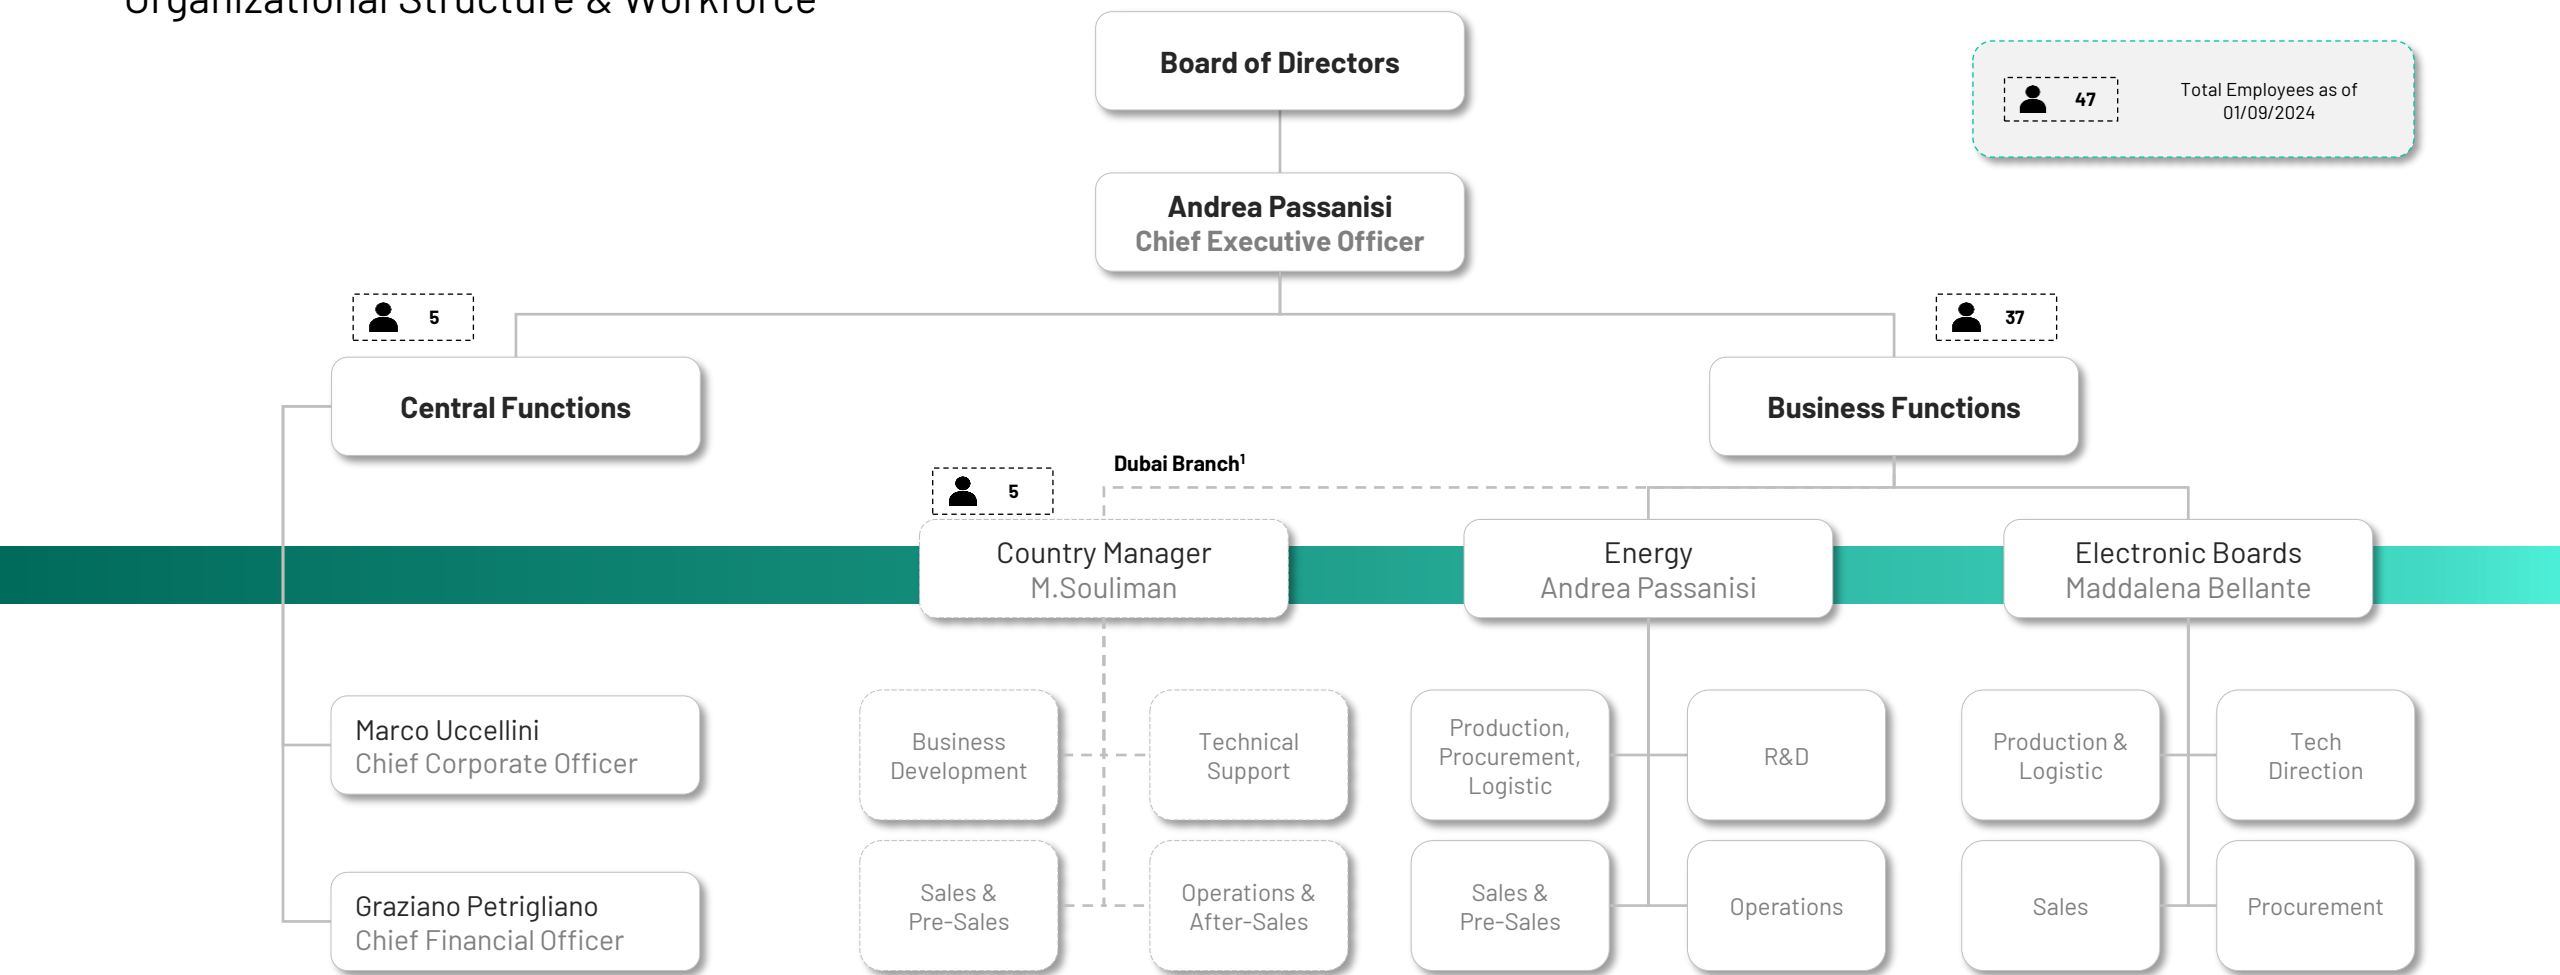 Organizational Structure & Workforce
Board of Directors
47
Total Employees as of
01/09/2024
Andrea Passanisi
Chief Executive Officer
5
37
Central Functions
Business Functions
Dubai Branch¹
5
Country Manager
M.Souliman
Energy
Andrea Passanisi
Electronic Boards
Maddalena Bellante
Marco Uccellini
Chief Corporate Officer
Business
Development
Technical
Support
Production,
Procurement,
Logistic
R&D
Production &
Logistic
Tech
Direction
Graziano Petrigliano
Chief Financial Officer
Sales &
Pre-Sales
Operations &
After-Sales
Sales &
Pre-Sales
Operations
Sales
Procurement